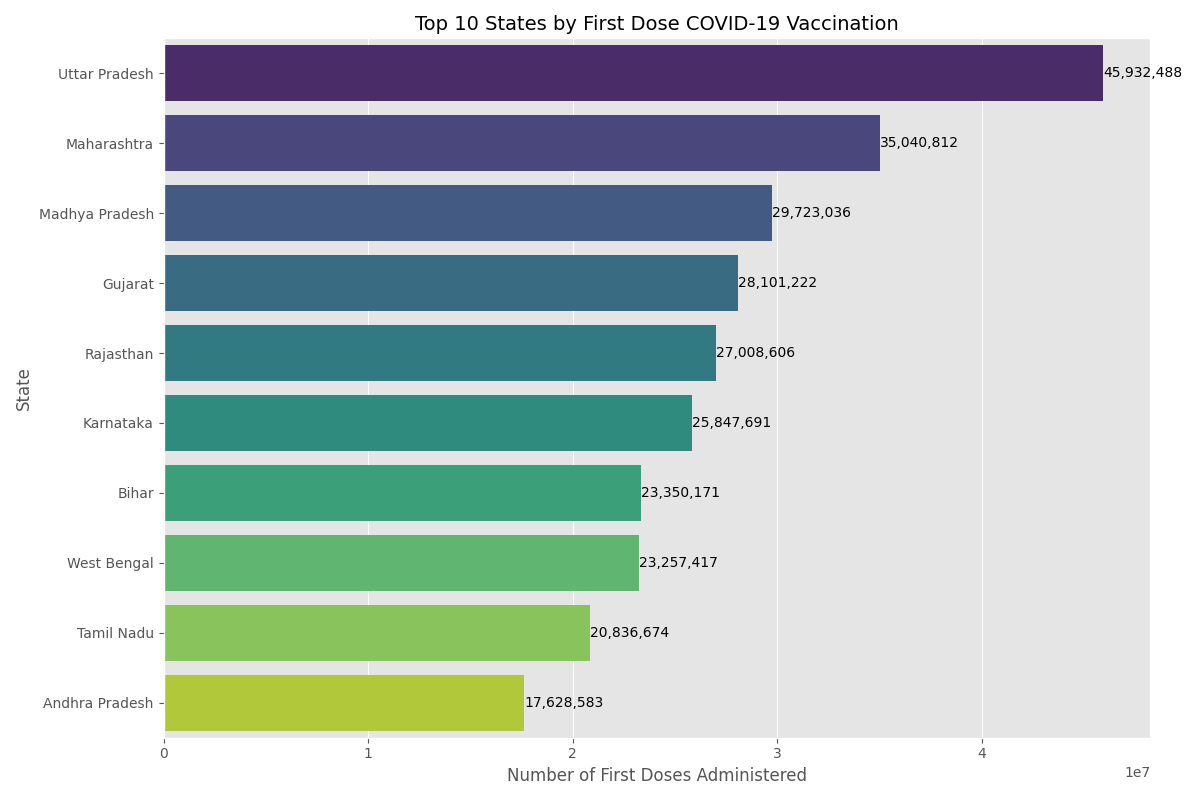 Top 10 States by First Dose COVID-19 Vaccination
State
Uttar Pradesh 45,932,488
Maharashtra 35,040,812
Madhya Pradesh 29,723,036
Gujarat 28,101,222
Rajasthan 27,008,606
Karnataka 25,847,691
Bihar 23,350,171
West Bengal 23,257,417
Tamil Nadu 20,836,674
Andhra Pradesh 17,628,583
0 1 2 3 4
1e7
Number of First Doses Administered